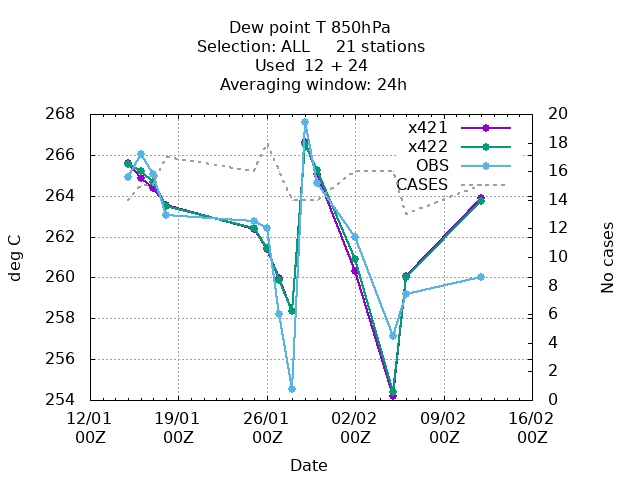 Dew point T 850hPa
Selection: ALL     21 stations
Used  12 + 24
Averaging window: 24h
268
266
264
262
260
258
256
254
deg C
20
18
16
14
12
10
8
6
4
2
0
No cases
x421
x422
OBS
CASES
12/01 19/01 26/01 02/02 09/02 16/02
00Z 00Z 00Z 00Z 00Z 00Z
Date